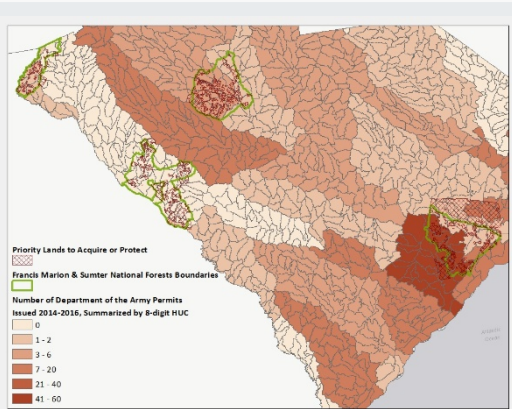 Priority Lands to Acquire or Protect
Francis Marion & Sumter National Forests Boundaries
Number of Department of the Army Permits
Issued 2014-2016, Summarized by 8-digit HUC
0
1 - 2
3 - 6
7 - 20
21 - 40
41 - 60
Atlantic
Ocean